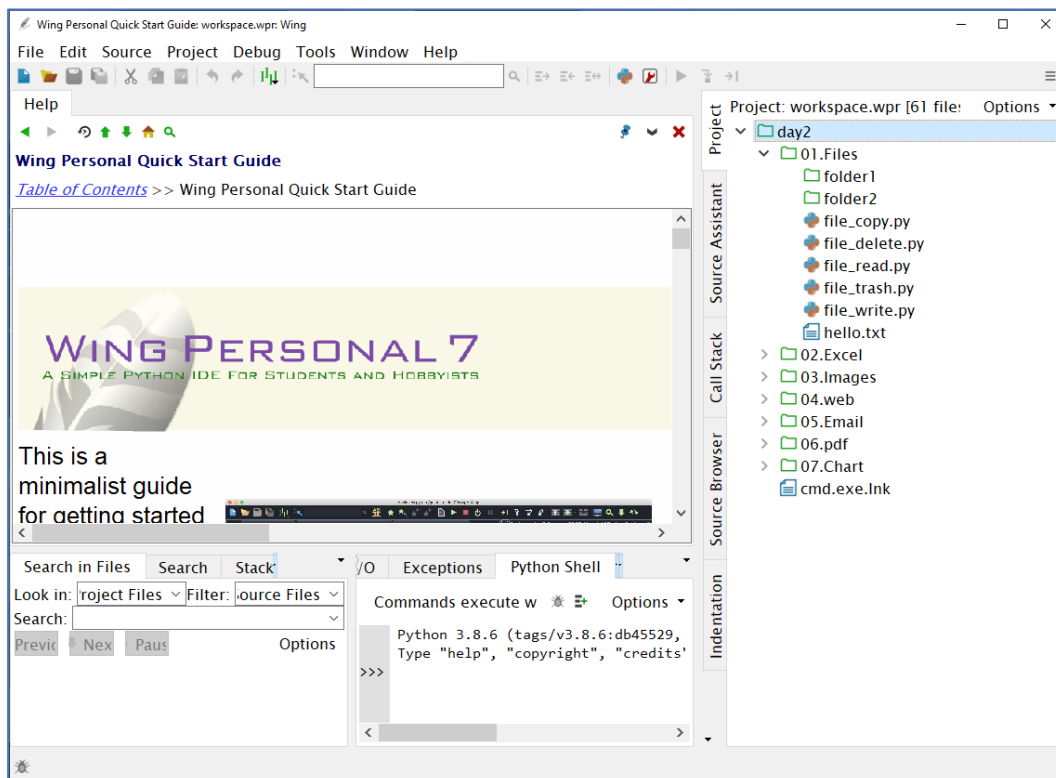 Wing Personal Quick Start Guide: workspace.wpr: Wing
File Edit Source Project Debug Tools Window Help
Help
Wing Personal Quick Start Guide
Table of Contents >> Wing Personal Quick Start Guide
WING PERSONAL 7
A SIMPLE PYTHON IDE FOR STUDENTS AND HOBBYISTS
This is a
minimalist guide
for getting started
Search in Files Search Stack
Look in: roject Files Filter: ource Files
Search:
Previc Nex Paus Options
/O Exceptions Python Shell
Commands execute w Options
Python 3.8.6 (tags/v3.8.6:db45529,
Type "help", "copyright", "credits"
>>>
Project
Source Assistant
Call Stack
Source Browser
Indentation
Project: workspace.wpr [61 file: Options
day2
01.Files
folder1
folder2
file_copy.py
file_delete.py
file_read.py
file_trash.py
file_write.py
hello.txt
02.Excel
03.Images
04.web
05.Email
06.pdf
07.Chart
cmd.exe.lnk